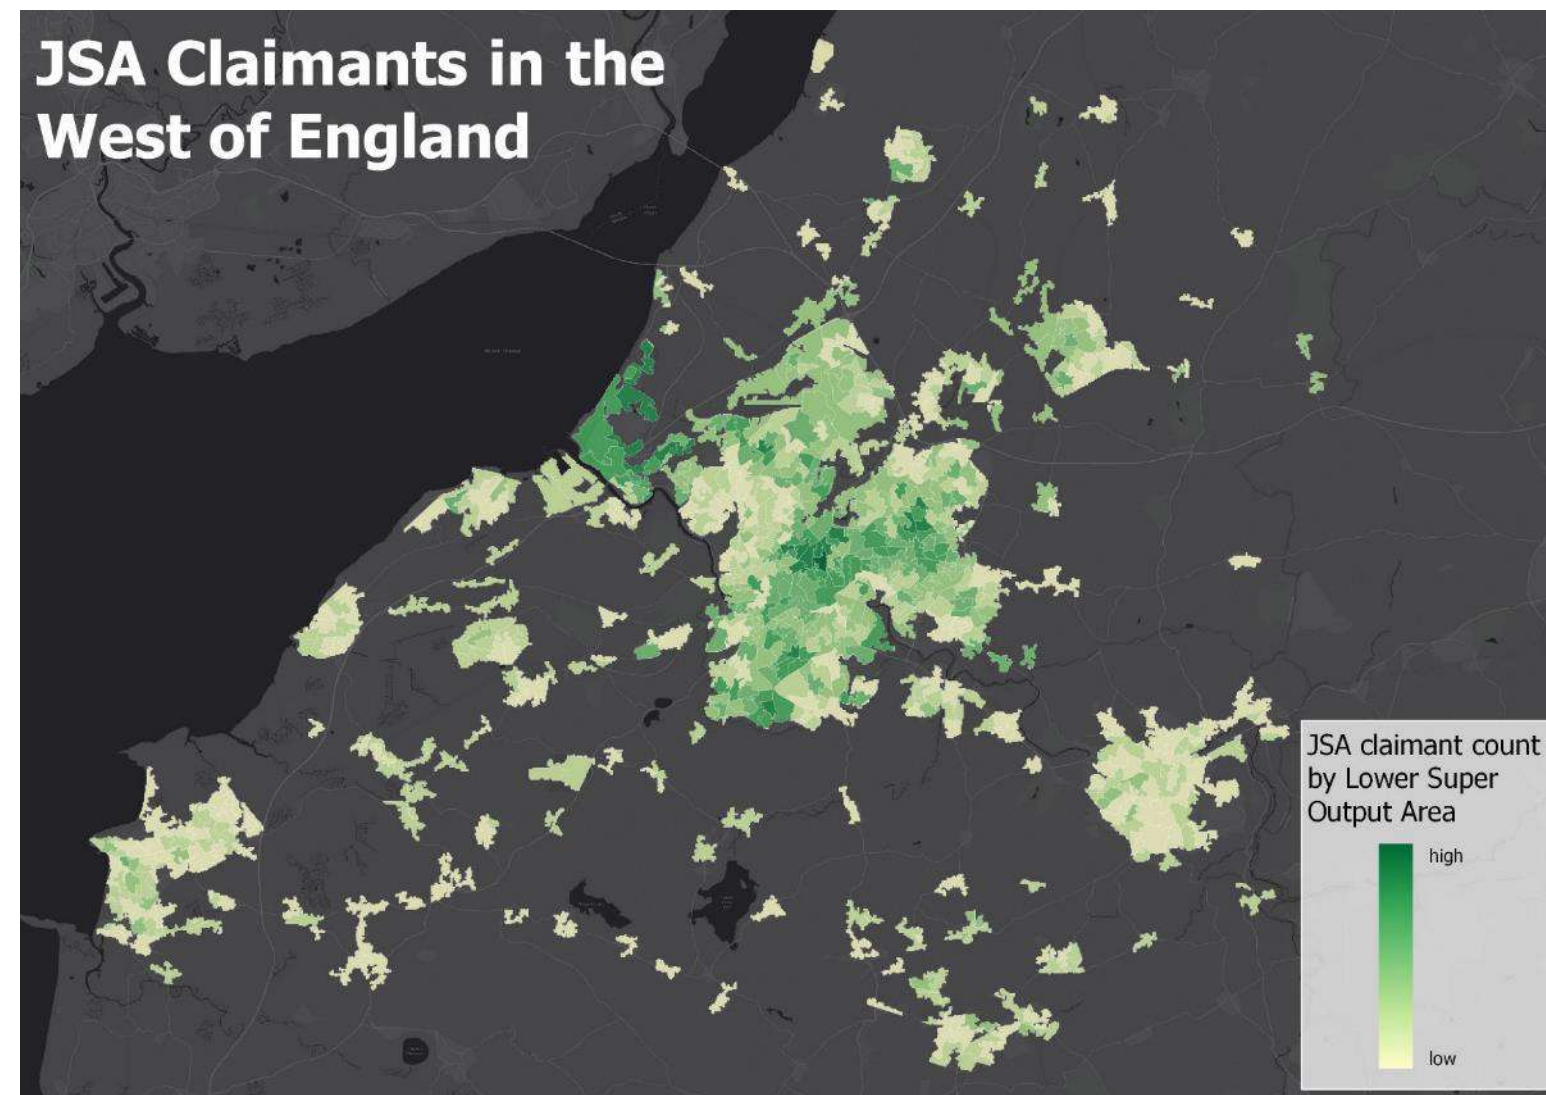 JSA Claimants in the
West of England
JSA claimant count
by Lower Super
Output Area
high
low